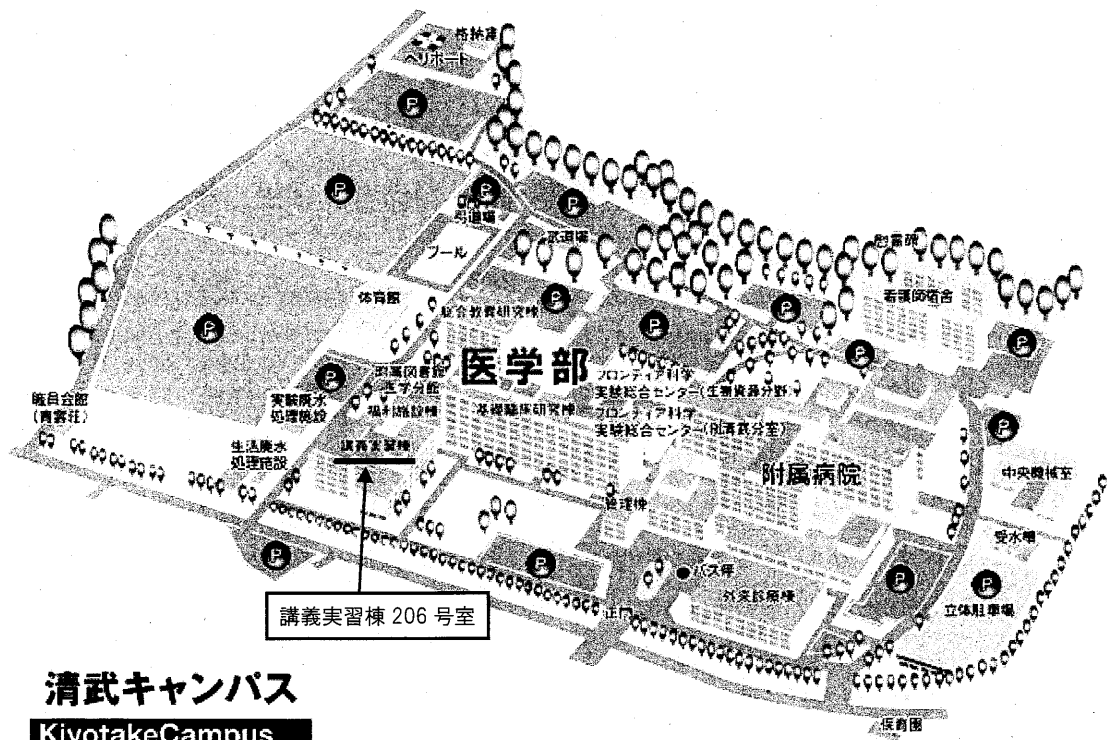 格納庫
ヘリポート
P
P
P
弓道場
P
武道場
プール
慰霊碑
看護師宿舎
体育館
P
総合教育研究棟
P
P
P
P
P
医学部
附属図書館
医学分館
フロンティア科学
実験総合センター(生物資源分野)
職員会館
(青雲荘)
実験廃水
処理施設
P
福利施設棟
基礎臨床研究棟
フロンティア科学
実験総合センター(RI清武分室)
生活廃水
処理施設
講義実習棟
P
附属病院
中央機械室
管理棟
受水槽
P
P
バス停
外来診療棟
P
P
立体駐車場
講義実習棟 206 号室
正門
清武キャンパス
KiyotakeCampus
保育園